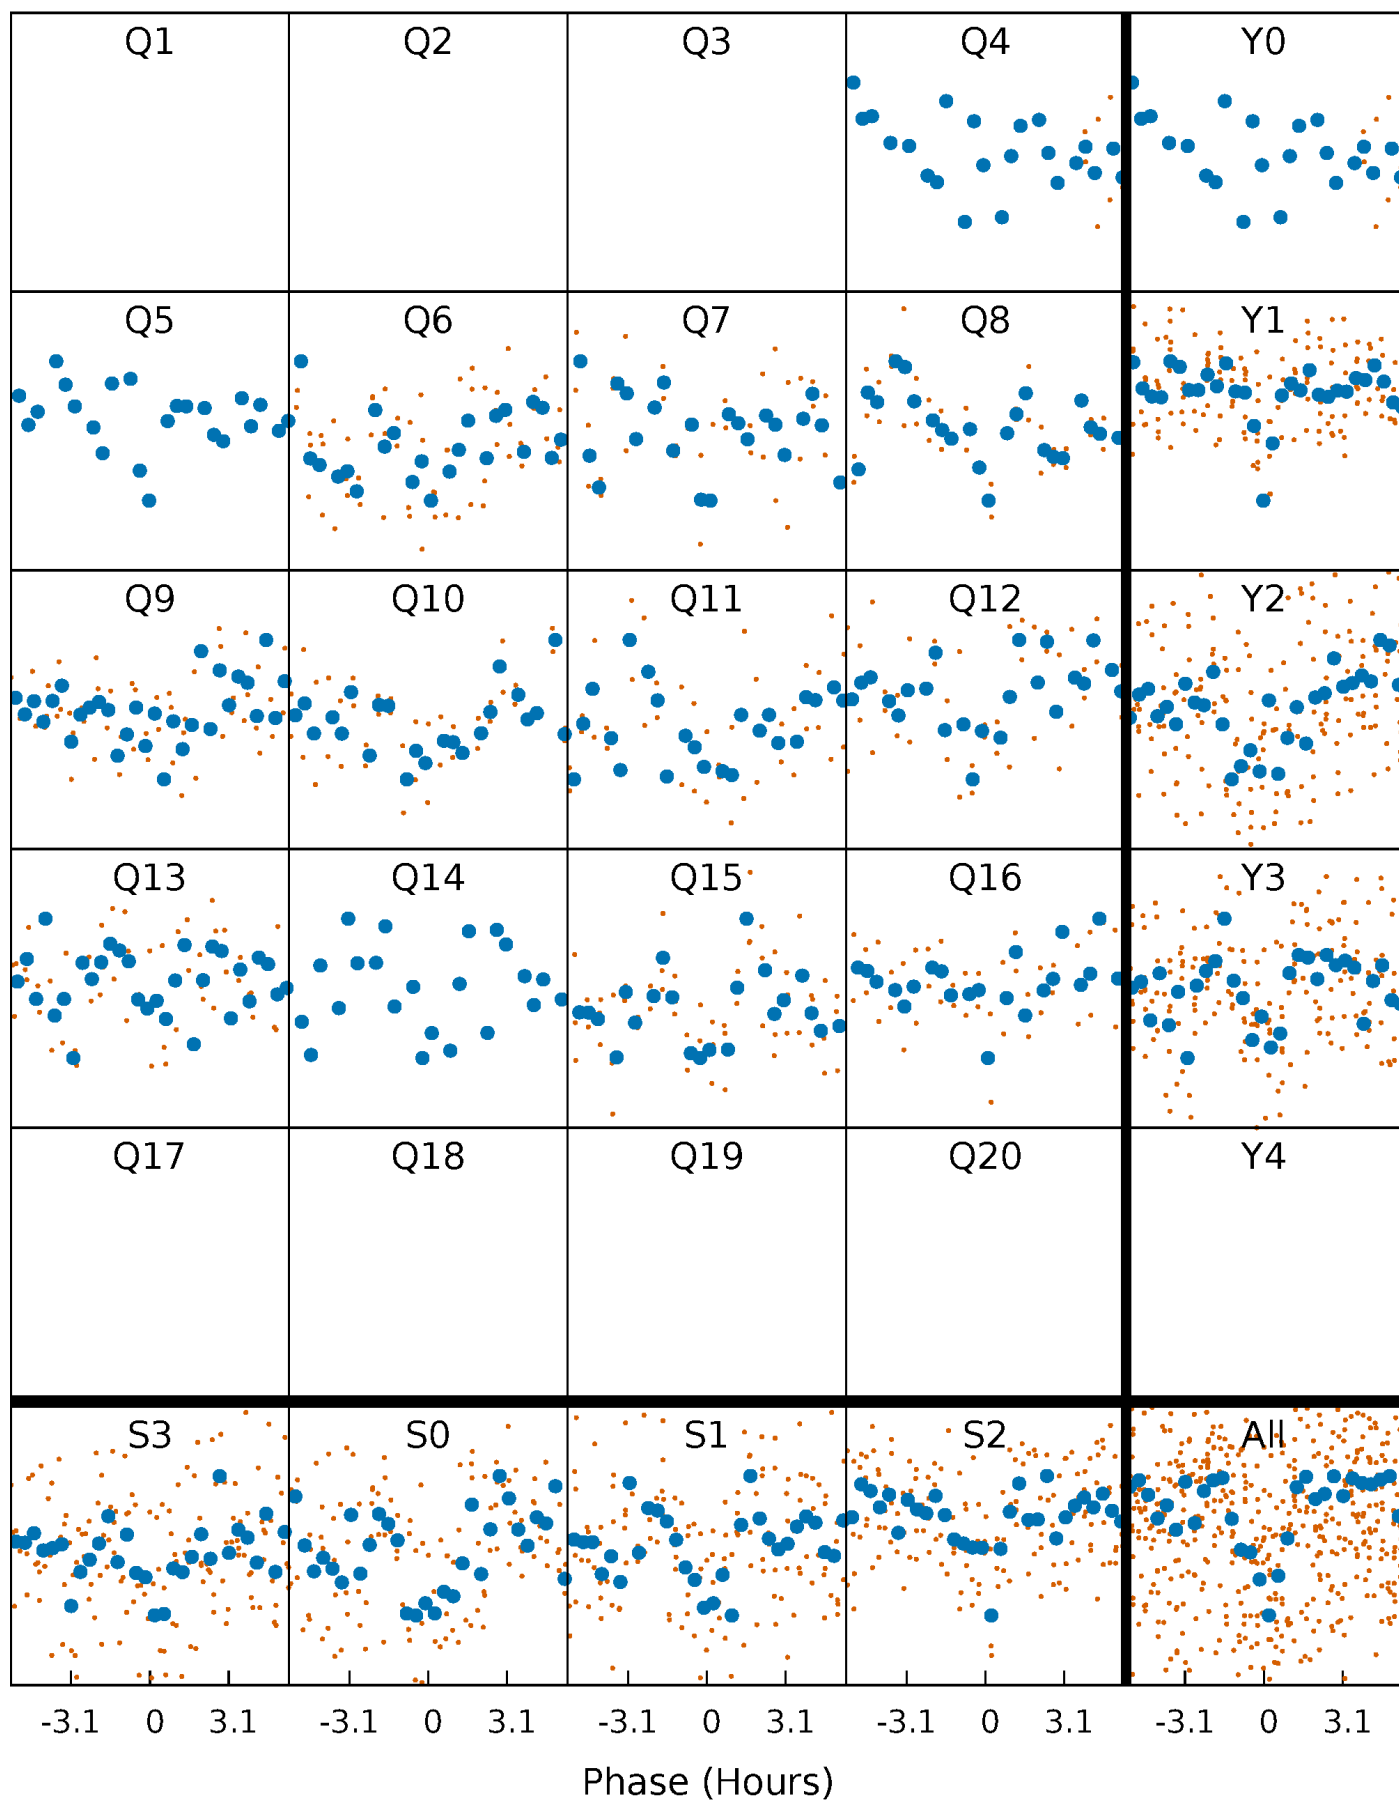 Q1 Q2 Q3 Q4 Y0
Q5 Q6 Q7 Q8 Y1
Q9 Q10 Q11 Q12 Y2
Q13 Q14 Q15 Q16 Y3
Q17 Q18 Q19 Q20 Y4
S3 S0 S1 S2 All
-3.1 0 3.1 -3.1 0 3.1 -3.1 0 3.1 -3.1 0 3.1 -3.1 0 3.1
Phase (Hours)